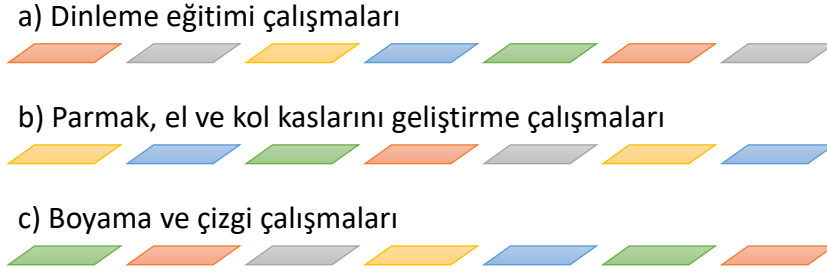 a) Dinleme eğitimi çalışmaları
b) Parmak, el ve kol kaslarını geliştirme çalışmaları
c) Boyama ve çizgi çalışmaları